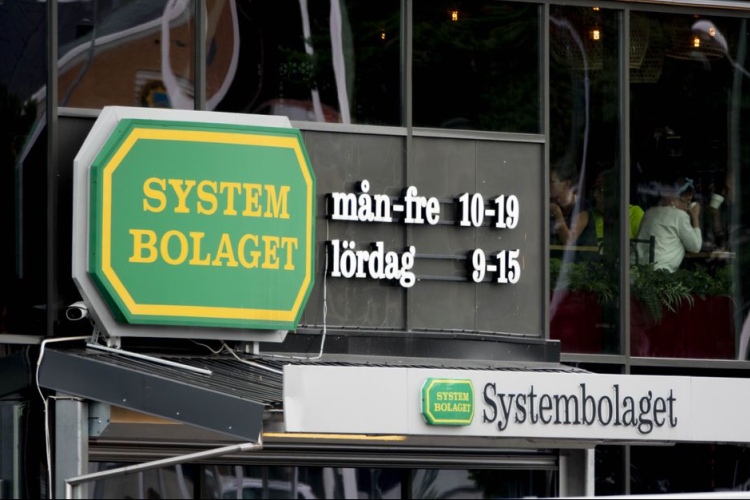 SYSTEM
BOLAGET
mån-fre 10-19
lördag 9-15
SYSTEM
BOLAGET
Systembolaget